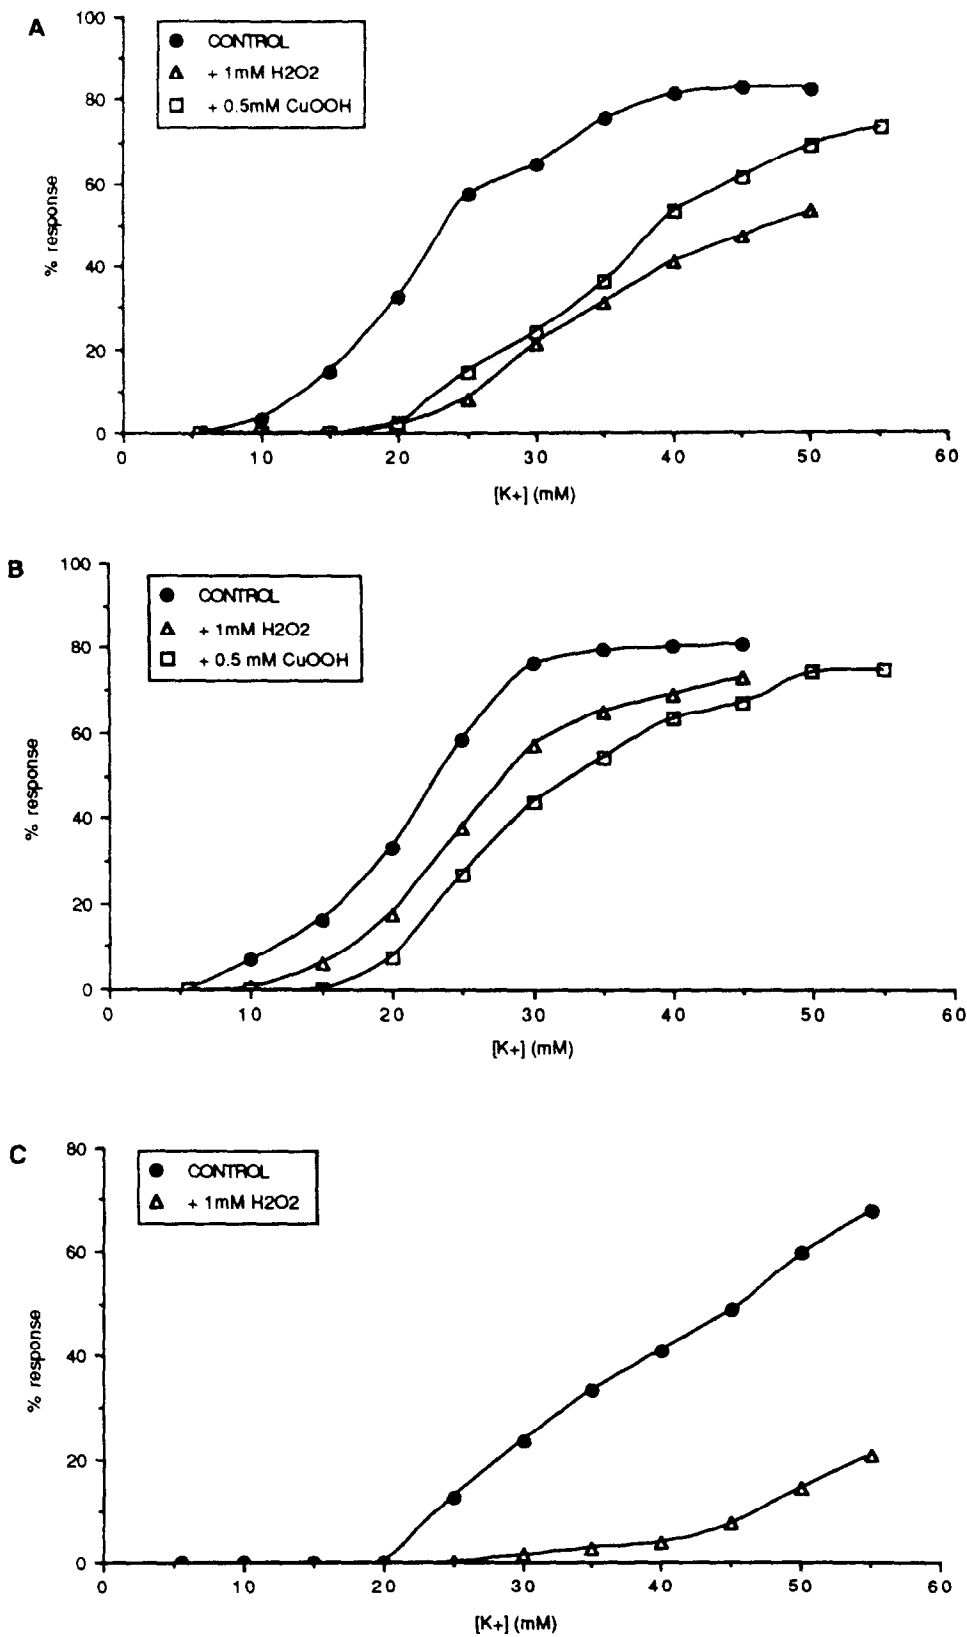 A
100
80
60
40
20
0
% response
CONTROL
+ 1mM H2O2
+ 0.5mM CuOOH
0 10 20 30 40 50 60
[K+] (mM)
B
100
80
60
40
20
0
% response
CONTROL
+ 1mM H2O2
+ 0.5 mM CuOOH
0 10 20 30 40 50 60
[K+] (mM)
C
80
60
40
20
0
% response
CONTROL
+ 1mM H2O2
0 10 20 30 40 50 60
[K+] (mM)